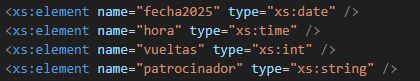 <xs:element name="fecha2025" type="xs:date" />
<xs:element name="hora" type="xs:time" />
<xs:element name="vueltas" type="xs:int" />
<xs:element name="patrocinador" type="xs:string" />